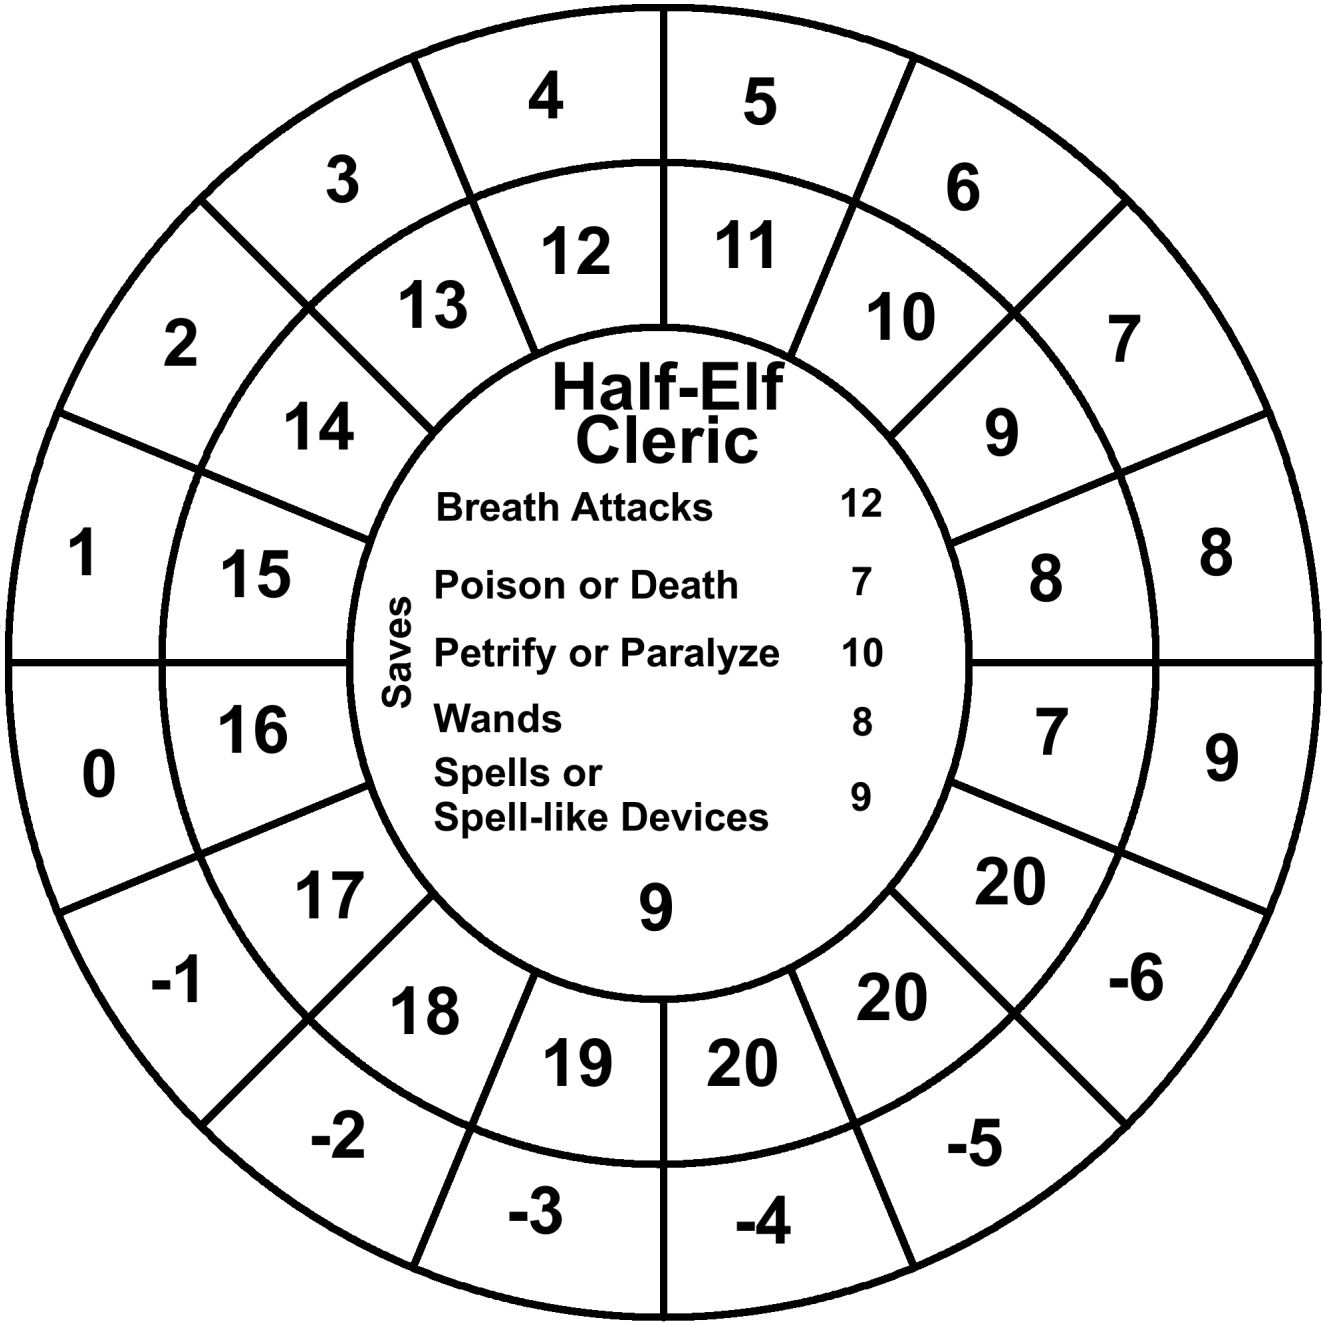 4 5
3 6
2 7
1 8
0 9
-1 -6
-2 -5
-3 -4
12 11
13 10
14 9
15 8
16 7
17 20
18 20
19 20
Half-Elf
Cleric
Saves
Breath Attacks 12
Poison or Death 7
Petrify or Paralyze 10
Wands 8
Spells or
Spell-like Devices 9
9